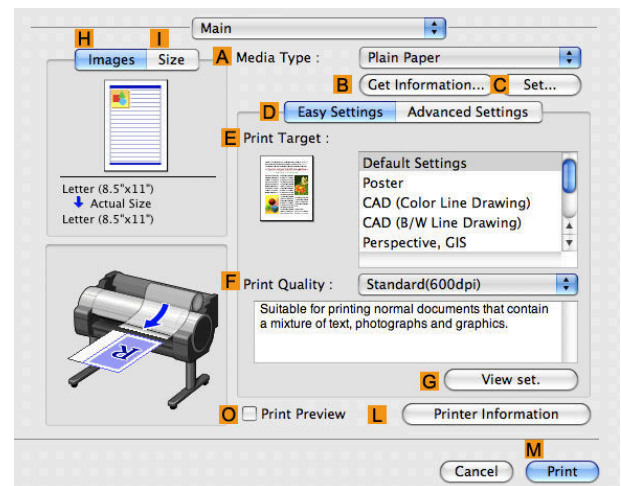 Main
H I
Images Size
A Media Type : Plain Paper
B Get Information... C Set...
D Easy Settings Advanced Settings
E Print Target :
Default Settings
Poster
CAD (Color Line Drawing)
CAD (B/W Line Drawing)
Perspective, GIS
Letter (8.5"x11")
Actual Size
Letter (8.5"x11")
F Print Quality : Standard(600dpi)
Suitable for printing normal documents that contain
a mixture of text, photographs and graphics.
R
G View set.
O Print Preview L Printer Information
M
Cancel Print